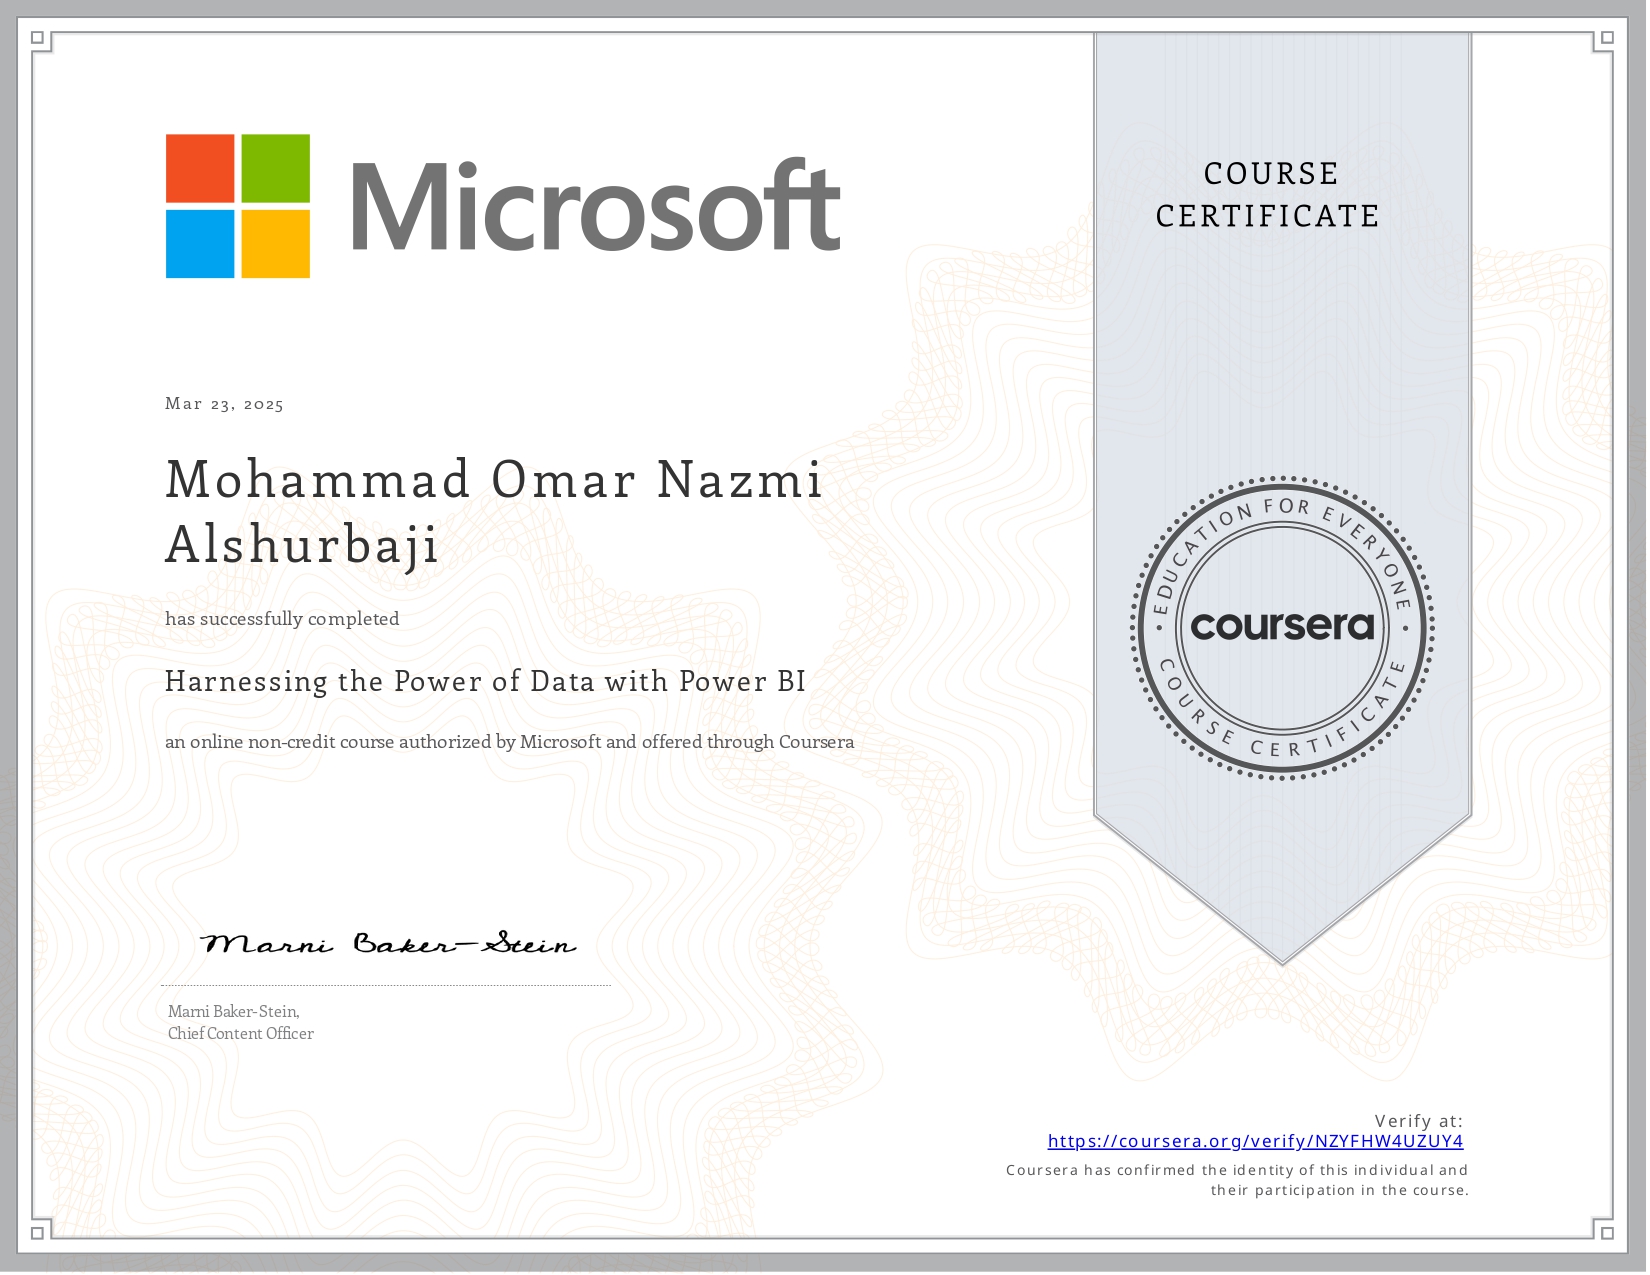 Microsoft
COURSE
CERTIFICATE
Mar 23, 2025
Mohammad Omar Nazmi
Alshurbaji
has successfully completed
Harnessing the Power of Data with Power BI
an online non-credit course authorized by Microsoft and offered through Coursera
EDUCATION FOR EVERYONE
coursera
COURSE CERTIFICATE
Marni Baker-Stein
Marni Baker-Stein,
Chief Content Officer
Verify at:
https://coursera.org/verify/NZYFHW4UZUY4
Coursera has confirmed the identity of this individual and
their participation in the course.